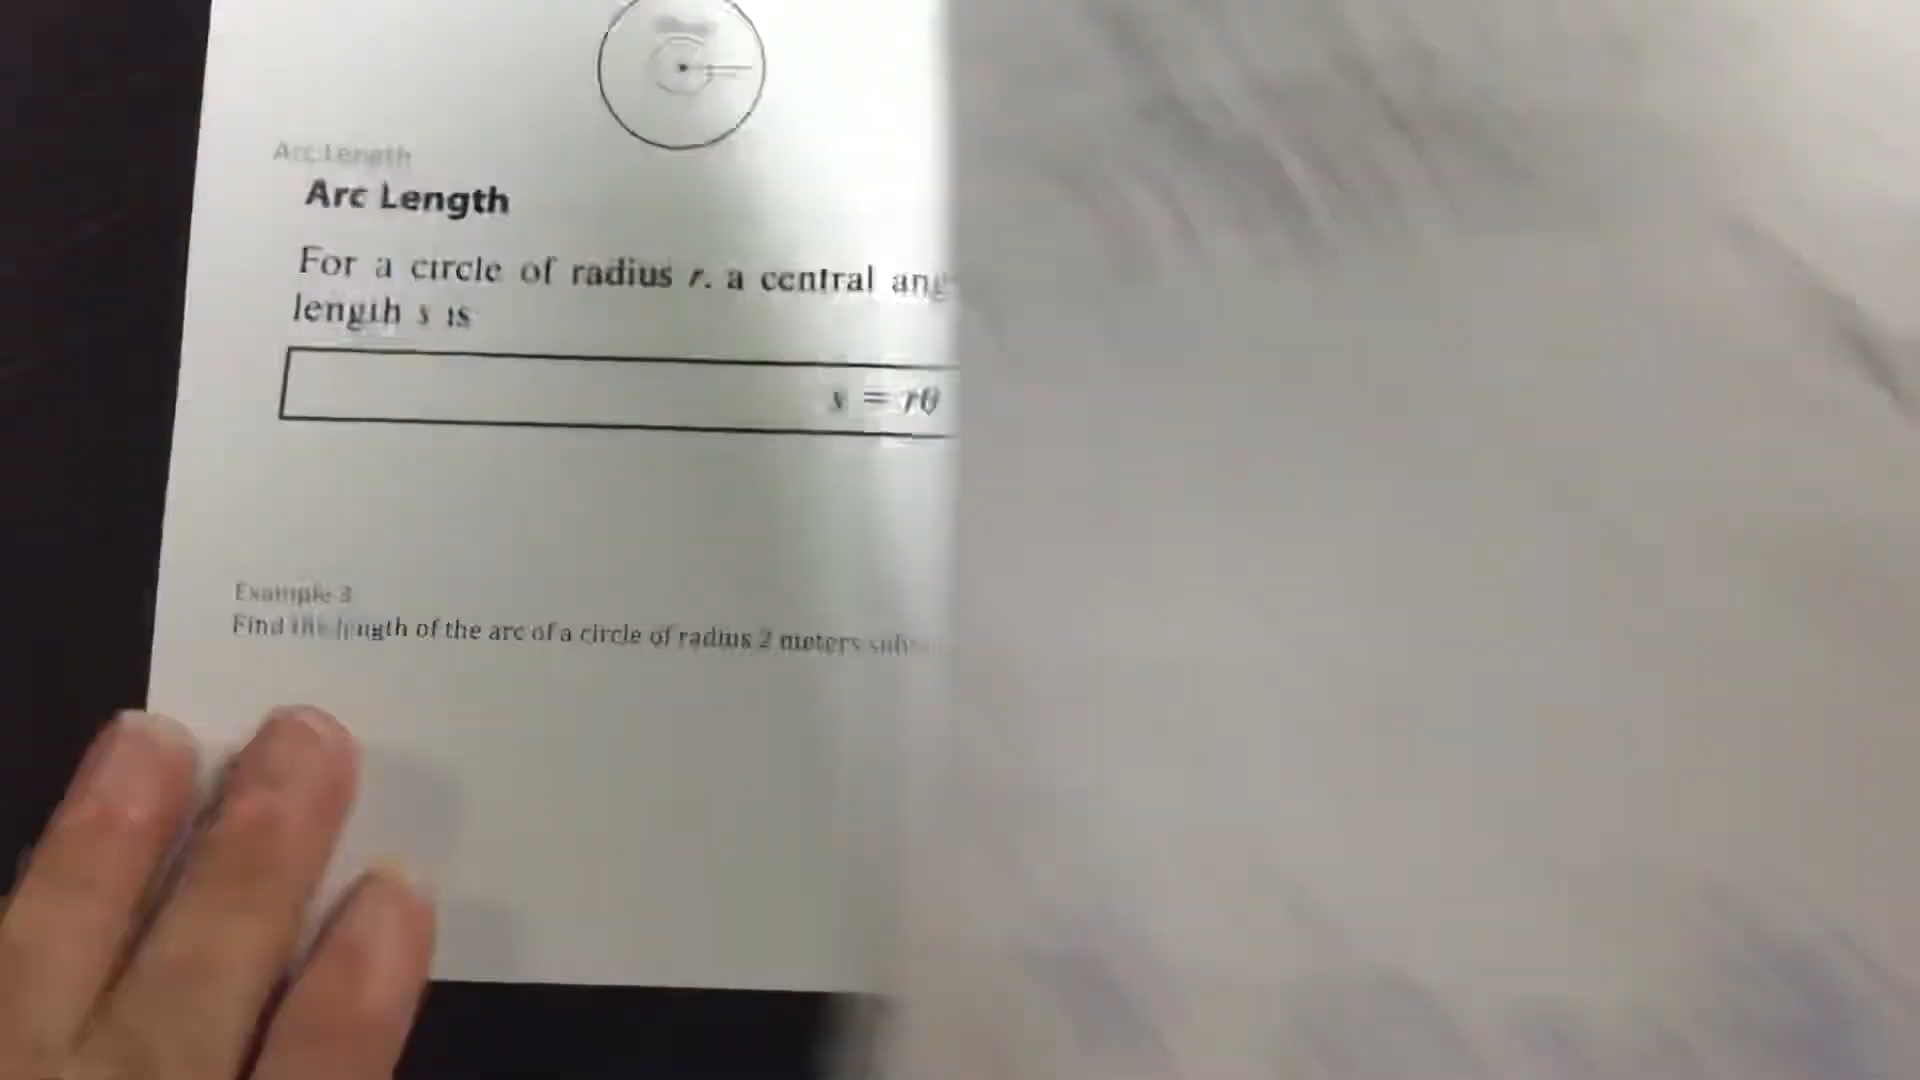 Arc Length
Arc Length
For a circle of radius r, a central
length s is
s = rθ
Example 3
Find the length of the arc of a circle of radius 2 meters